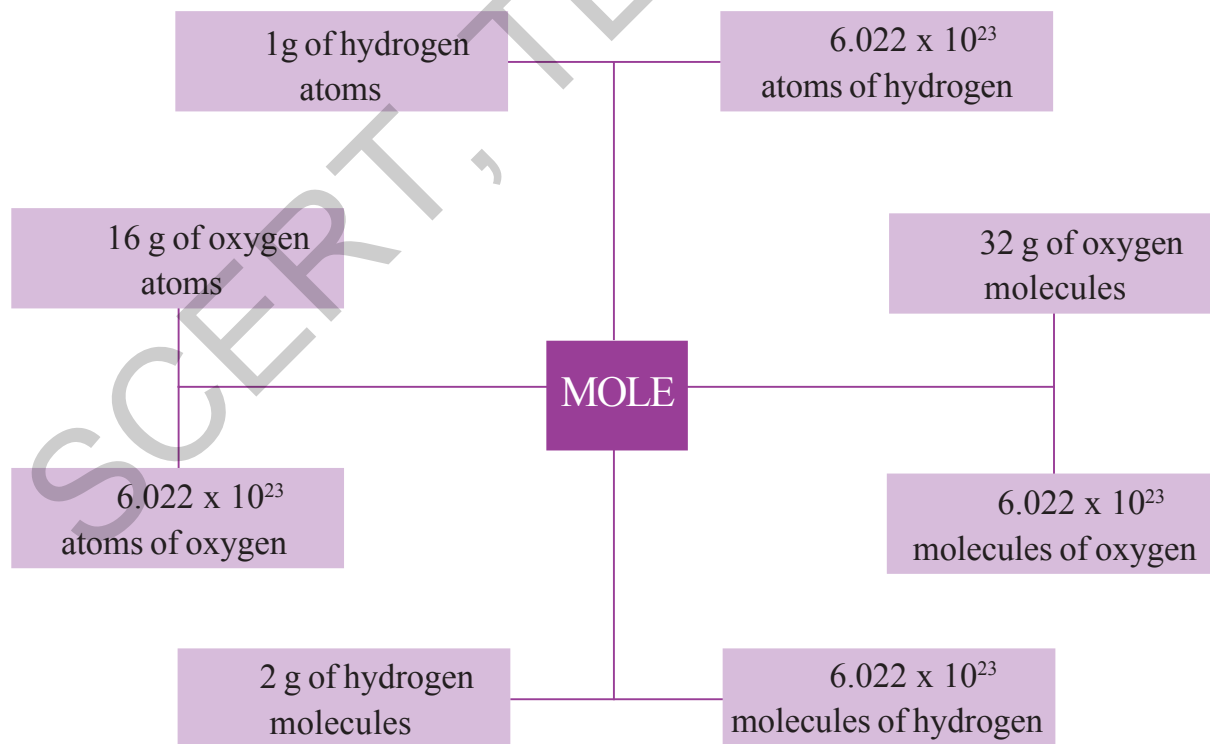 1g of hydrogen
atoms
6.022 x 10²³
atoms of hydrogen
16 g of oxygen
atoms
32 g of oxygen
molecules
MOLE
6.022 x 10²³
atoms of oxygen
6.022 x 10²³
molecules of oxygen
2 g of hydrogen
molecules
6.022 x 10²³
molecules of hydrogen
SCERT, TE